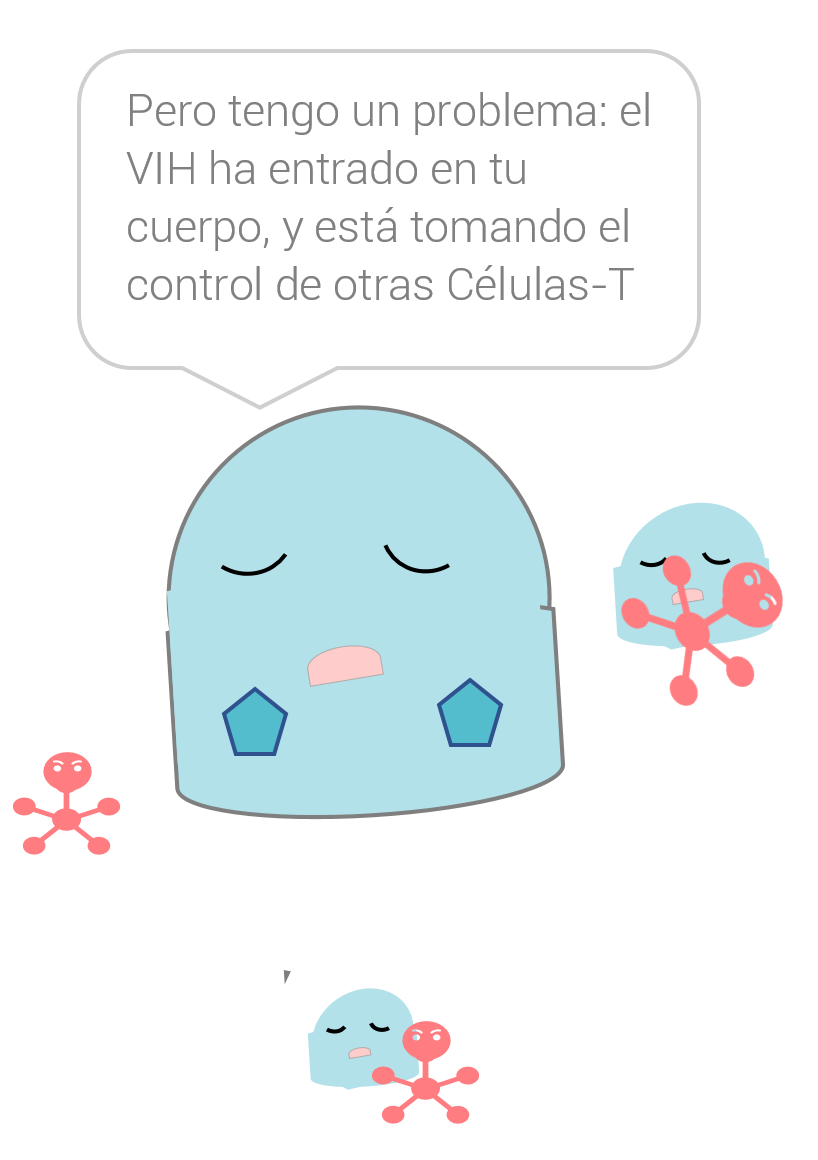 Pero tengo un problema: el
VIH ha entrado en tu
cuerpo, y está tomando el
control de otras Células-T